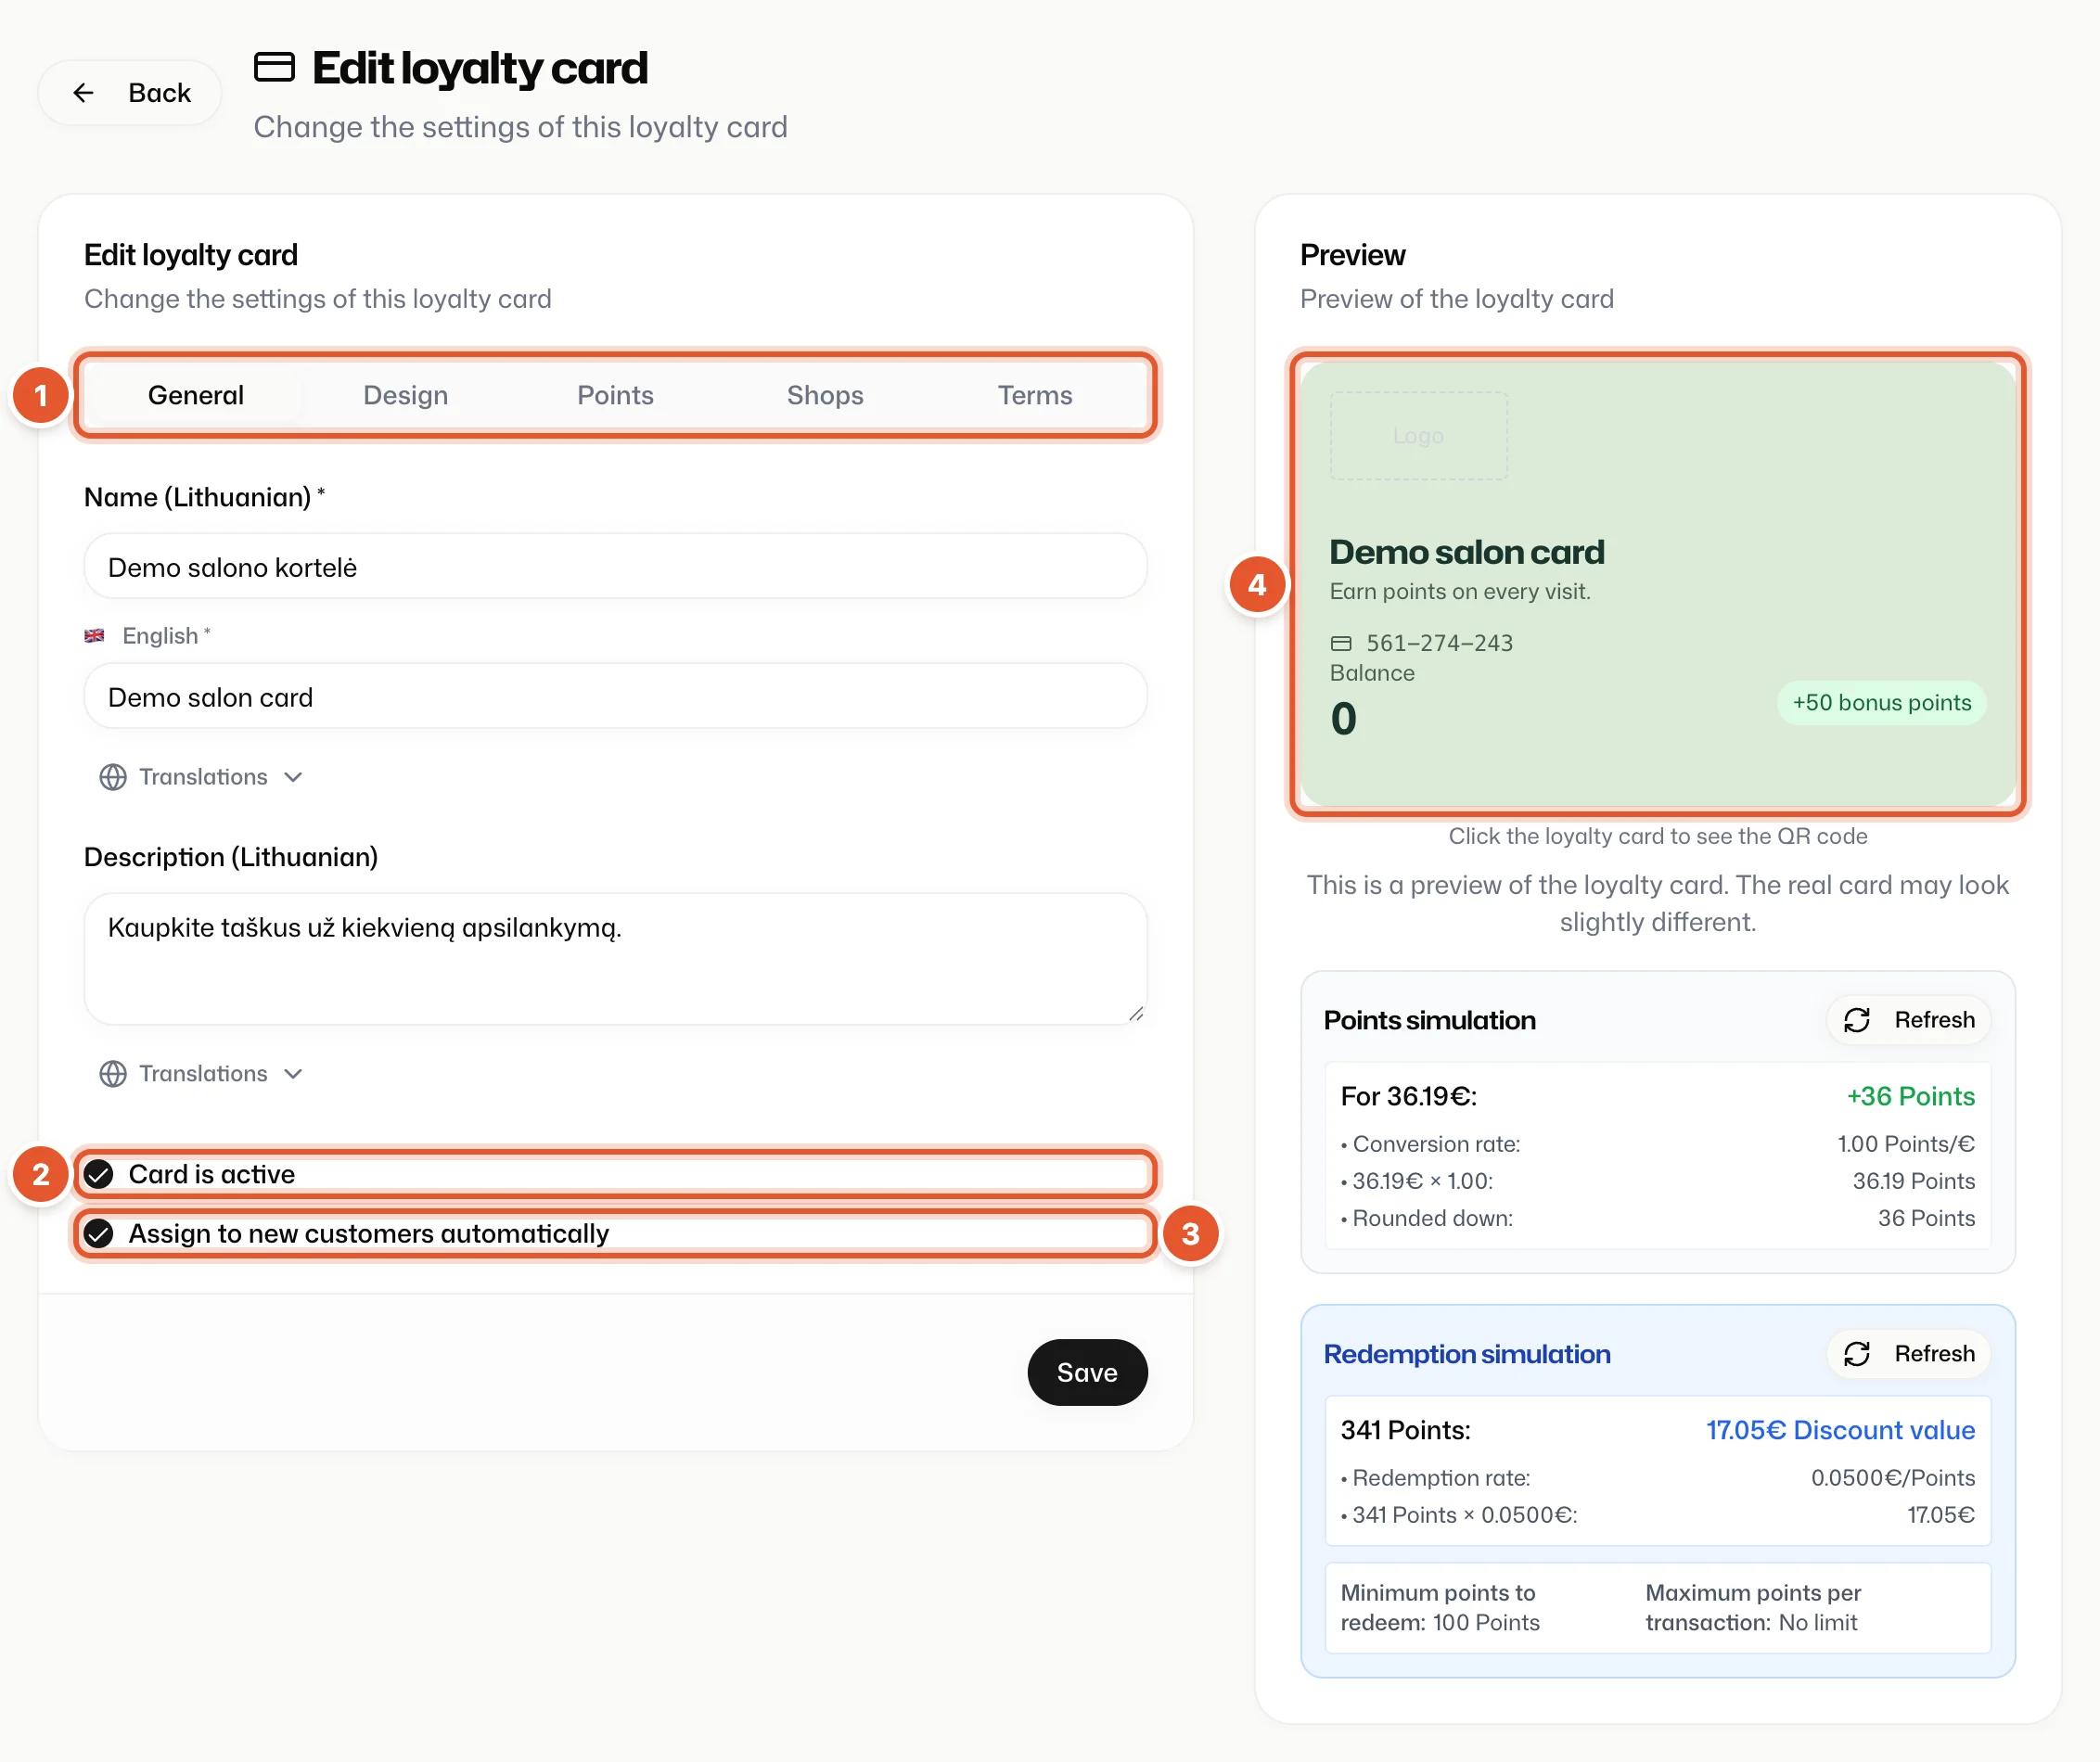 Back
Edit loyalty card
Change the settings of this loyalty card
Edit loyalty card
Change the settings of this loyalty card
1
General Design Points Shops Terms
Name (Lithuanian) *
Demo salono kortelė
English *
Demo salon card
Translations
Description (Lithuanian)
Kaupkite taškus už kiekvieną apsilankymą.
Translations
2
Card is active
Assign to new customers automatically
3
Save
Preview
Preview of the loyalty card
4
Logo
Demo salon card
Earn points on every visit.
561-274-243
Balance
0
+50 bonus points
Click the loyalty card to see the QR code
This is a preview of the loyalty card. The real card may look
slightly different.
Points simulation
Refresh
For 36.19€: +36 Points
• Conversion rate: 1.00 Points/€
• 36.19€ × 1.00: 36.19 Points
• Rounded down: 36 Points
Redemption simulation
Refresh
341 Points: 17.05€ Discount value
• Redemption rate: 0.0500€/Points
• 341 Points × 0.0500€: 17.05€
Minimum points to
redeem: 100 Points
Maximum points per
transaction: No limit